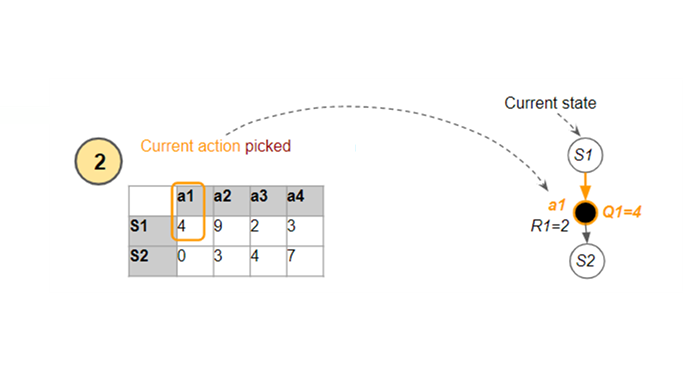 Current state
Current action picked
2
S1
a1 a2 a3 a4
S1 4 9 2 3
S2 0 3 4 7
a1 Q1=4
R1=2
S2